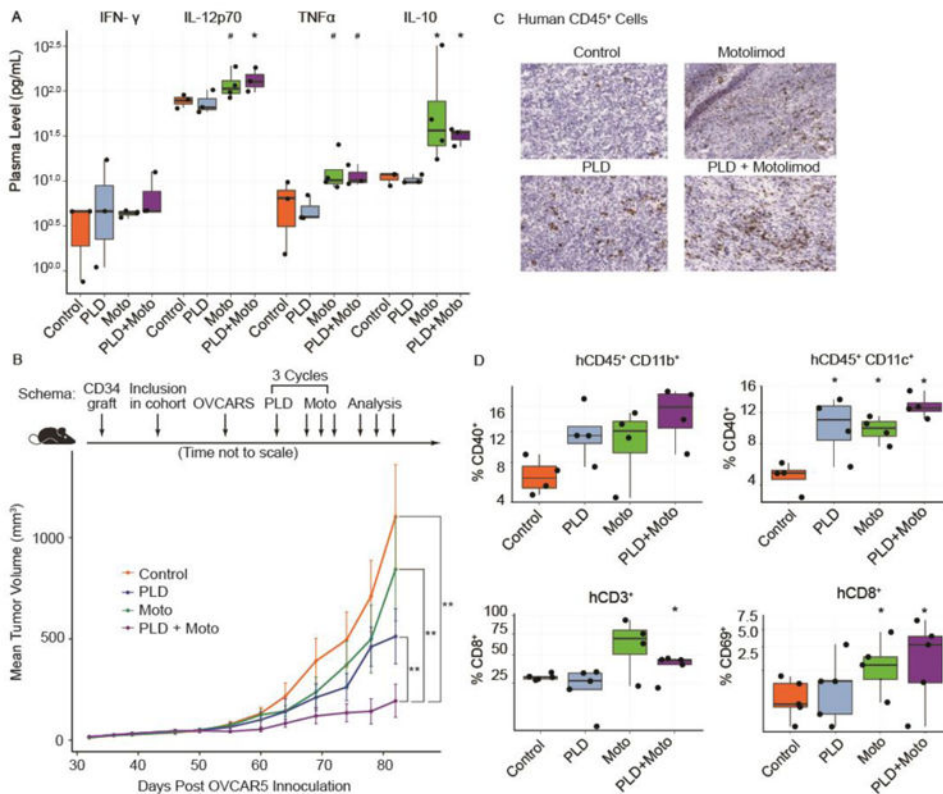 A
IFN- γ IL-12p70 TNFα IL-10
# * # # * *
Plasma Level (pg/mL)
10^2.5
10^2.0
10^1.5
10^1.0
10^0.5
10^0.0
Control PLD Moto PLD+Moto Control PLD Moto PLD+Moto Control PLD Moto PLD+Moto Control PLD Moto PLD+Moto
C Human CD45⁺ Cells
Control Motolimod
PLD PLD + Motolimod
B
3 Cycles
Schema: CD34 graft Inclusion in cohort OVCARS PLD Moto Analysis
(Time not to scale)
Mean Tumor Volume (mm³)
1000
500
0
Control
PLD
Moto
PLD + Moto
**
**
**
30 40 50 60 70 80
Days Post OVCAR5 Innoculation
D
hCD45⁺ CD11b⁺
% CD40⁺
16
12
8
4
Control PLD Moto PLD+Moto
hCD45⁺ CD11c⁺
* * *
% CD40⁺
16
12
8
4
Control PLD Moto PLD+Moto
hCD3⁺
*
% CD8⁺
100
75
50
25
Control PLD Moto PLD+Moto
hCD8⁺
* *
% CD69⁺
7.5
5.0
2.5
Control PLD Moto PLD+Moto